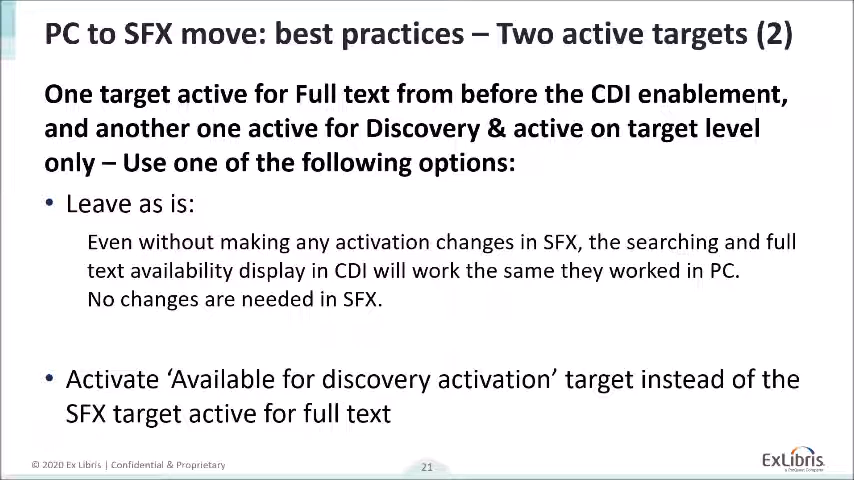 PC to SFX move: best practices – Two active targets (2)
One target active for Full text from before the CDI enablement,
and another one active for Discovery & active on target level
only – Use one of the following options:
• Leave as is:
Even without making any activation changes in SFX, the searching and full
text availability display in CDI will work the same they worked in PC.
No changes are needed in SFX.
• Activate ‘Available for discovery activation’ target instead of the
SFX target active for full text
© 2020 Ex Libris | Confidential & Proprietary
21
ExLibris
a ProQuest Company